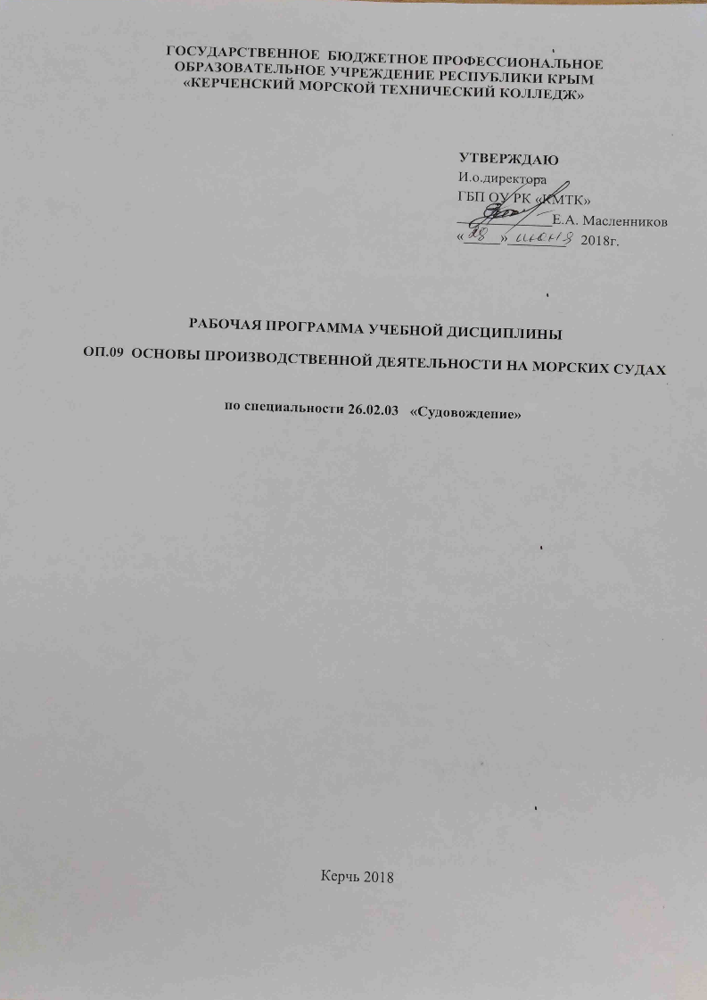 ГОСУДАРСТВЕННОЕ БЮДЖЕТНОЕ ПРОФЕССИОНАЛЬНОЕ
ОБРАЗОВАТЕЛЬНОЕ УЧРЕЖДЕНИЕ РЕСПУБЛИКИ КРЫМ
«КЕРЧЕНСКИЙ МОРСКОЙ ТЕХНИЧЕСКИЙ КОЛЛЕДЖ»
УТВЕРЖДАЮ
И.о.директора
ГБП ОУ РК «КМТК»
Е.А. Масленников
«28» июня 2018г.
РАБОЧАЯ ПРОГРАММА УЧЕБНОЙ ДИСЦИПЛИНЫ
ОП.09 ОСНОВЫ ПРОИЗВОДСТВЕННОЙ ДЕЯТЕЛЬНОСТИ НА МОРСКИХ СУДАХ
по специальности 26.02.03 «Судовождение»
Керчь 2018